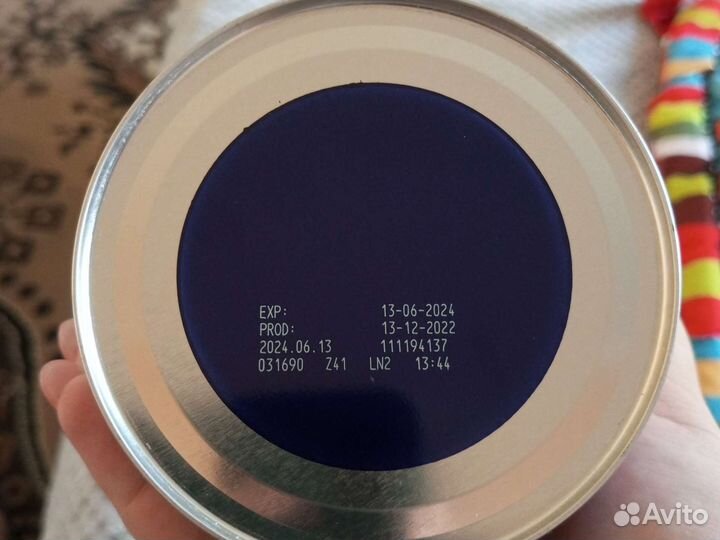 EXP: 13-06-2024
PROD: 13-12-2022
2024.06.13 111194137
031690 Z41 LN2 13:44
Avito